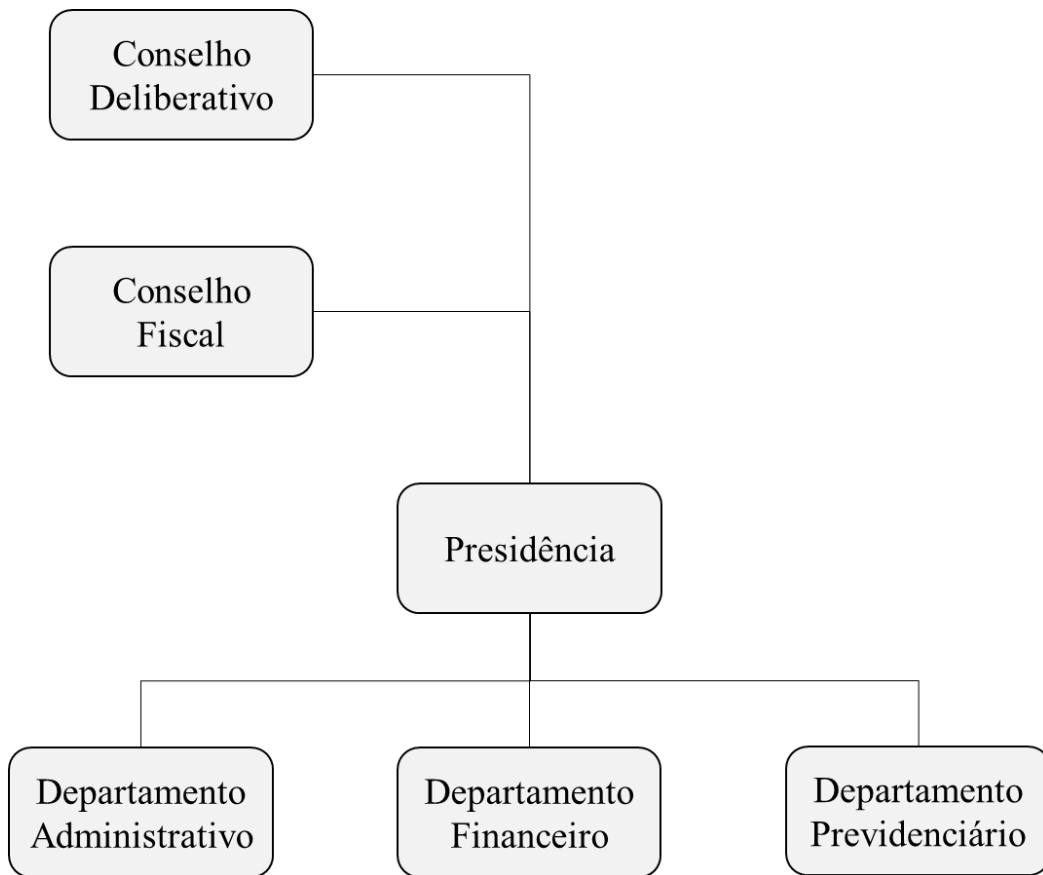 Conselho
Deliberativo
Conselho
Fiscal
Presidência
Departamento
Administrativo
Departamento
Financeiro
Departamento
Previdenciário